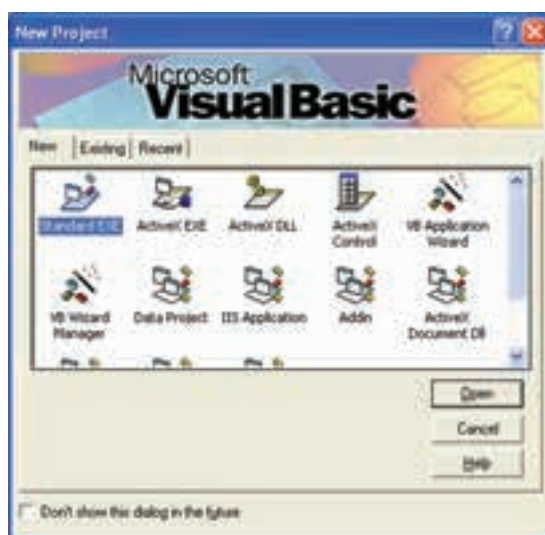 New Project
Microsoft
Visual Basic
New Existing Recent
Standard EXE ActiveX EXE ActiveX DLL ActiveX Control VB Application Wizard
VB Wizard Manager Data Project IIS Application Addin ActiveX Document Dll
Open
Cancel
Help
Don't show this dialog in the future